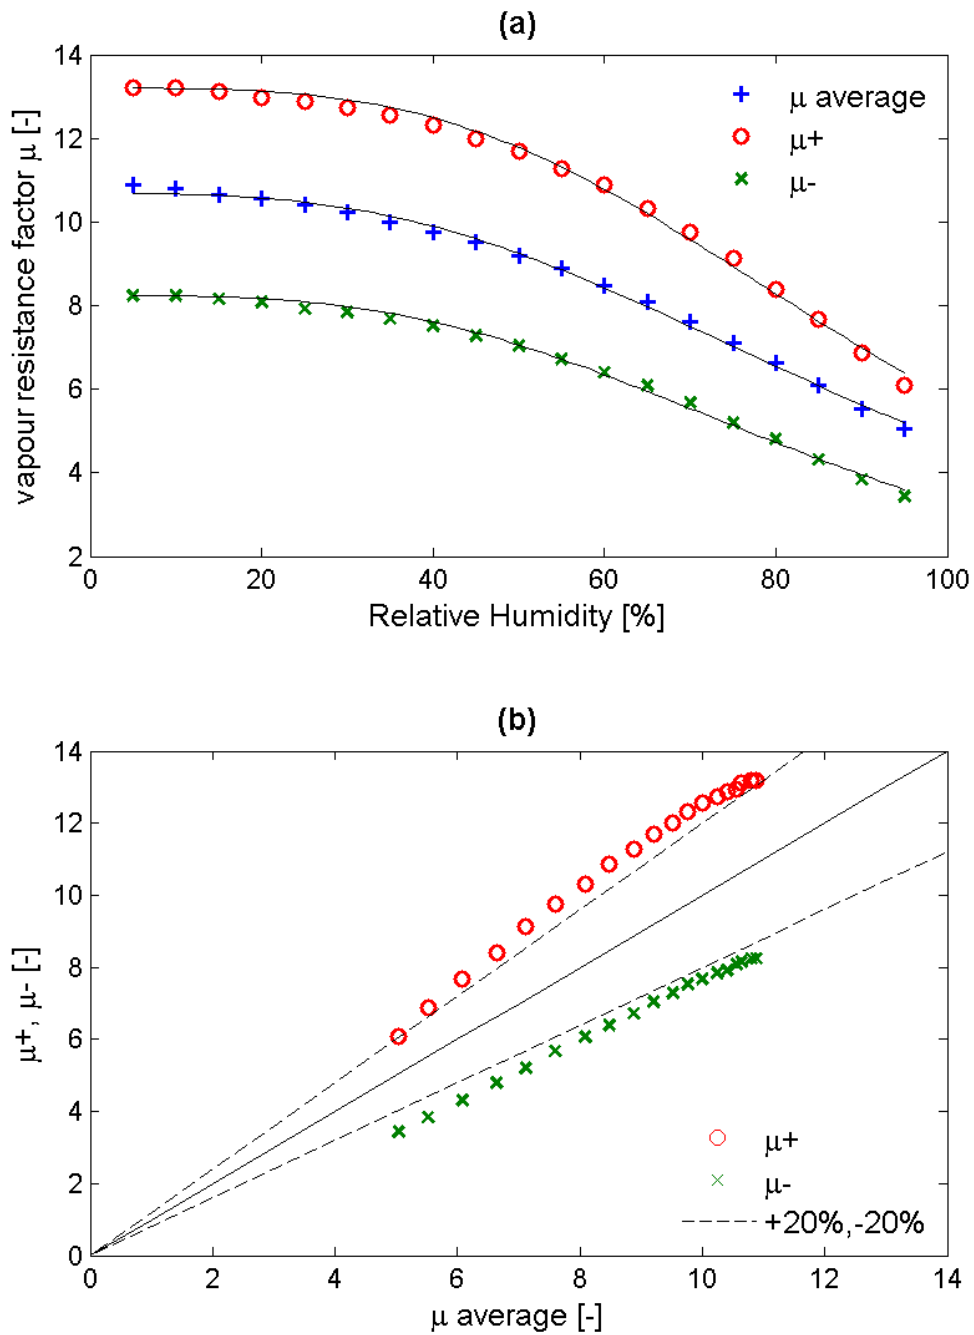 (a)
14
12
10
8
6
4
2
0
20
40
60
80
100
vapour resistance factor μ [-]
Relative Humidity [%]
μ average
μ+
μ-
(b)
14
12
10
8
6
4
2
0
0
2
4
6
8
10
12
14
μ+, μ- [-]
μ average [-]
μ+
μ-
+20%,-20%